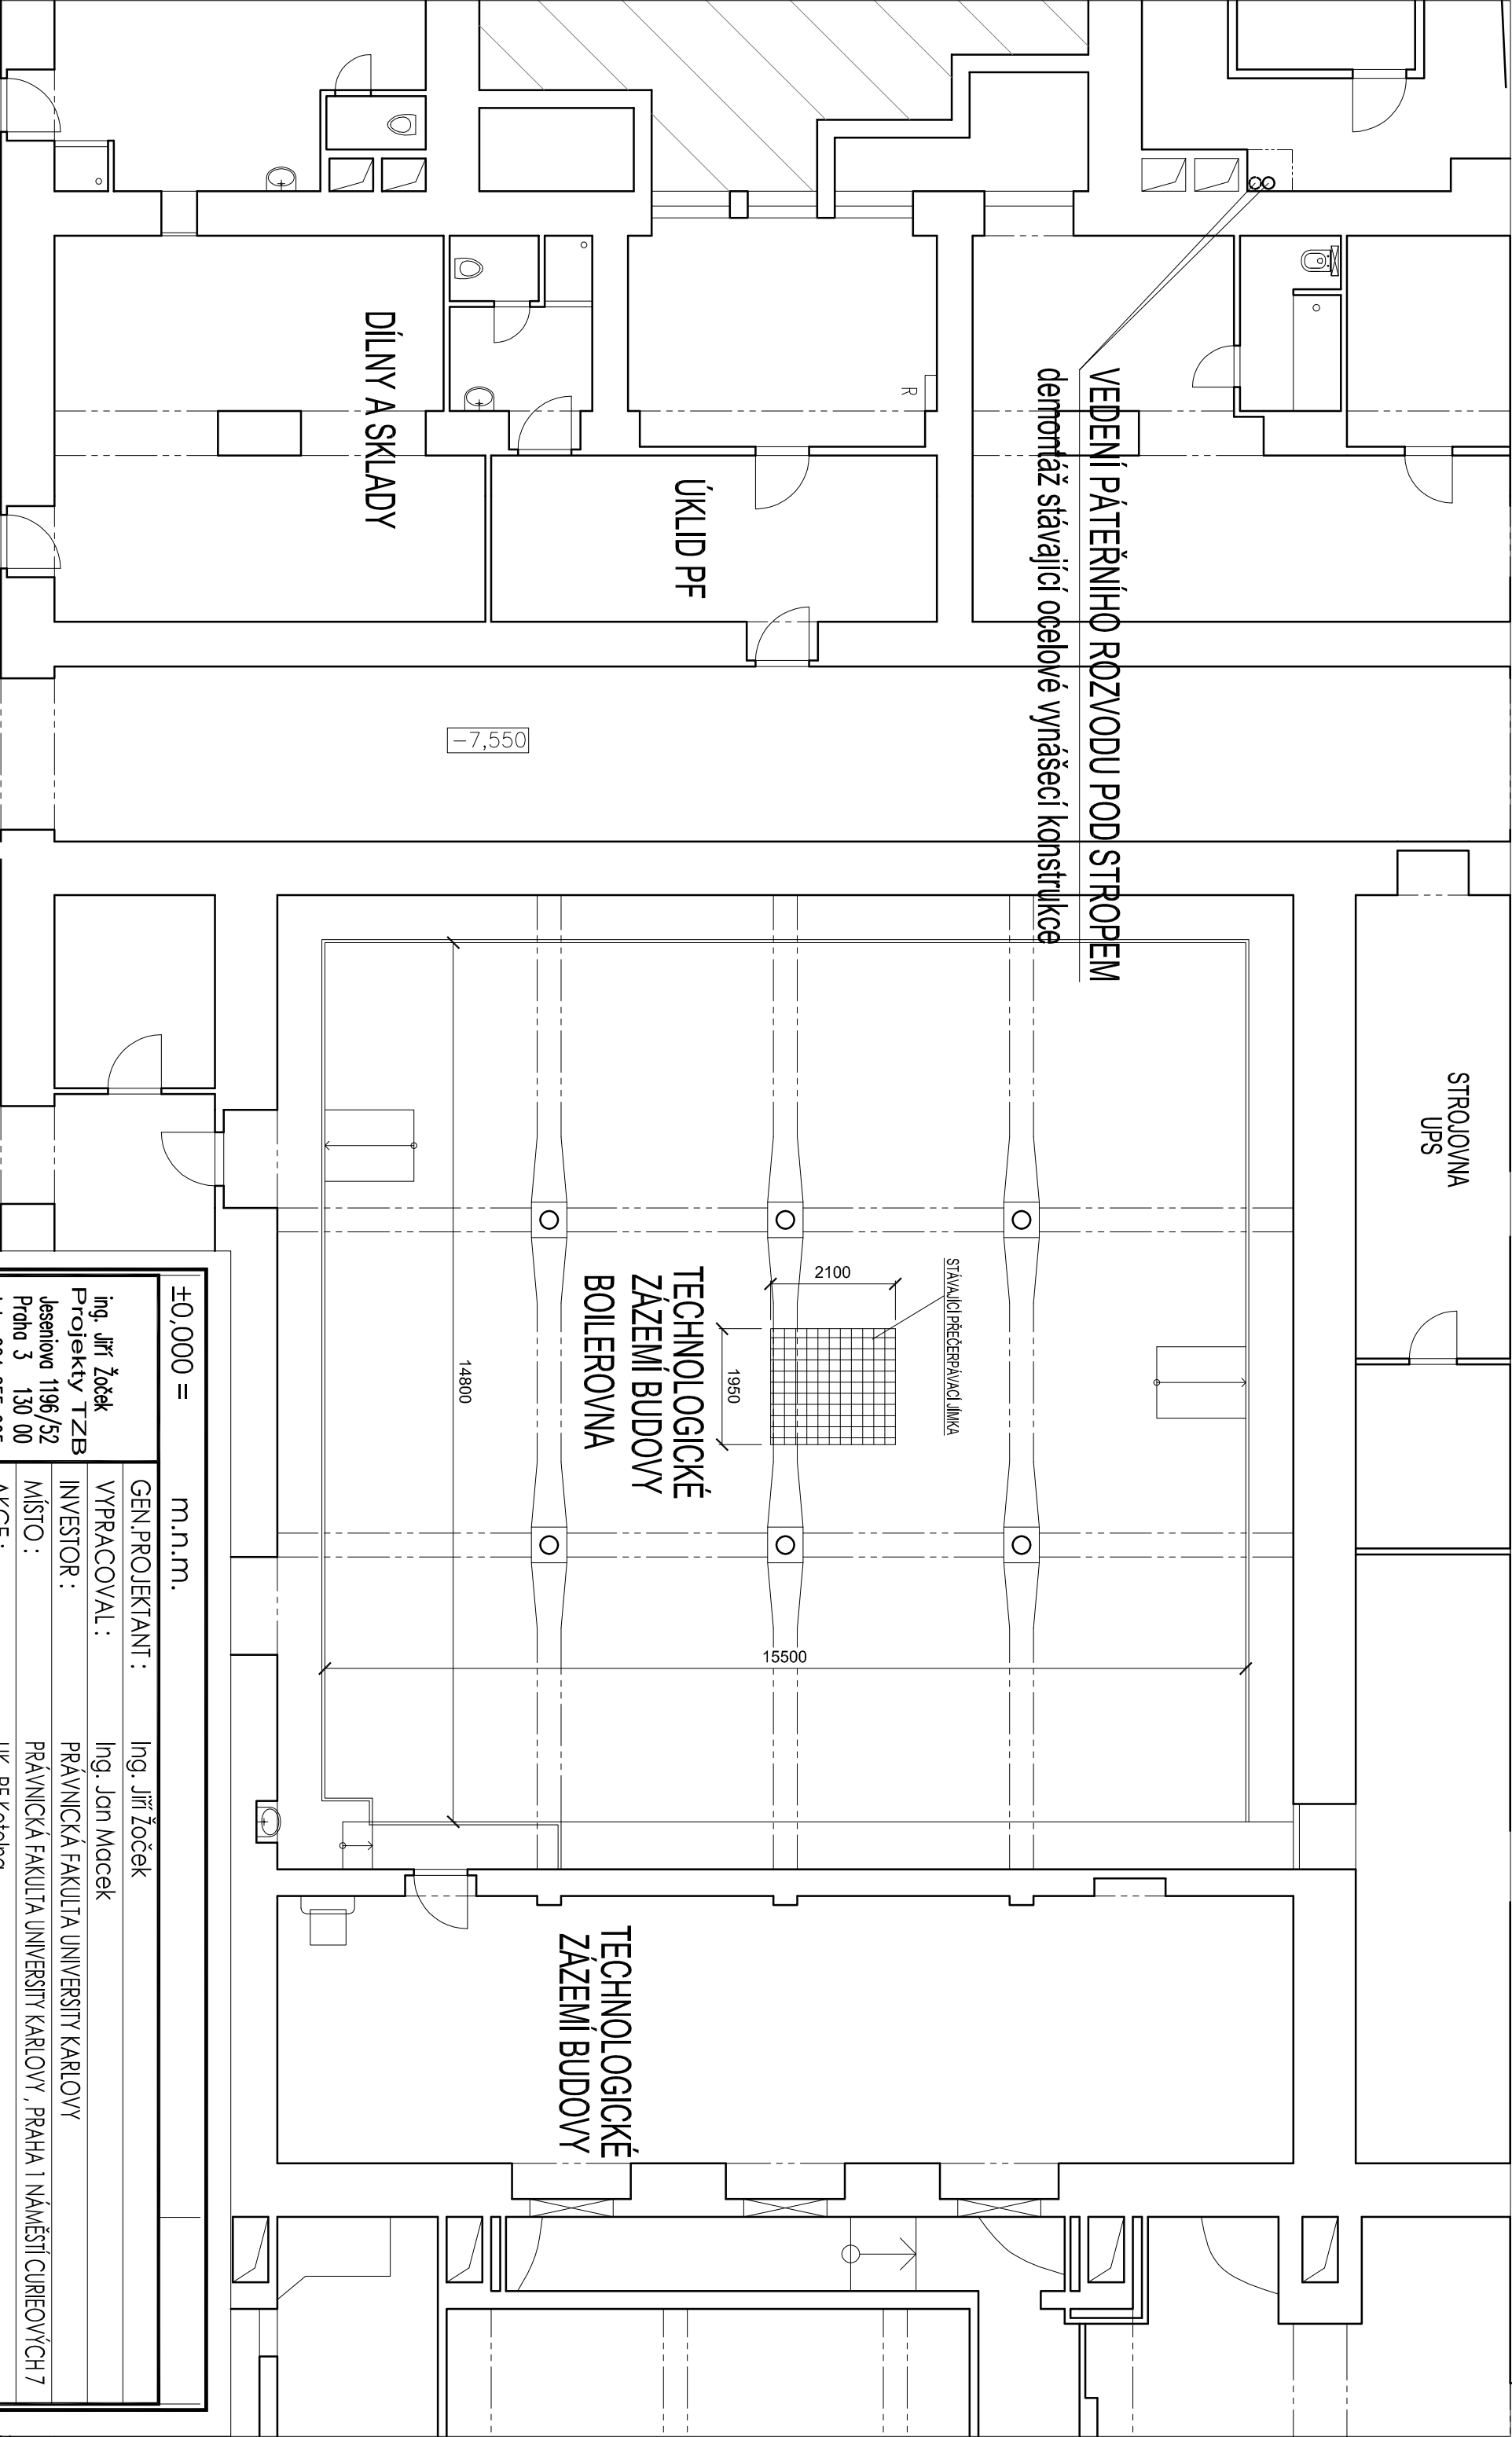 VEDENÍ PÁTEŘNÍHO ROZVODU POD STROPEM
demontáž stávající ocelové vynášecí konstrukce
STROJOVNA
UPS
R
ÚKLID PF
DÍLNY A SKLADY
-7,550
STÁVAJÍCÍ PŘEČERPÁVACÍ JÍMKA
2100
1950
TECHNOLOGICKÉ
ZÁZEMÍ BUDOVY
BOILEROVNA
14800
15500
TECHNOLOGICKÉ
ZÁZEMÍ BUDOVY
±0,000 = m.n.m.
ing. Jiří Žoček
Projekty TZB
Jeseniova 1196/52
Praha 3 130 00
GEN.PROJEKTANT : Ing. Jiří Žoček
VYPRACOVAL : Ing. Jan Macek
INVESTOR : PRÁVNICKÁ FAKULTA UNIVERSITY KARLOVY
MÍSTO : PRÁVNICKÁ FAKULTA UNIVERSITY KARLOVY , PRAHA 1 NÁMĚSTÍ CURIEOVÝCH 7
AKCE :